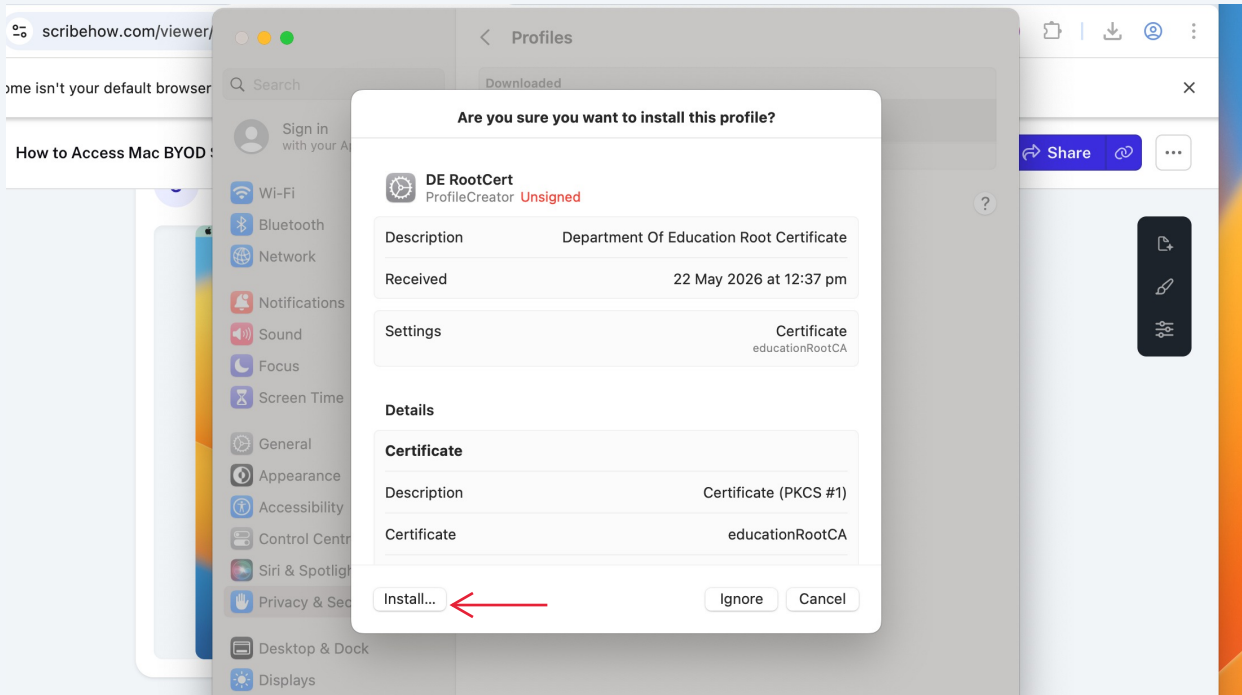 scribehow.com/viewer/
ome isn't your default browser
How to Access Mac BYOD
Share
Search
Sign in
with your Ap
Wi-Fi
Bluetooth
Network
Notifications
Sound
Focus
Screen Time
General
Appearance
Accessibility
Control Centr
Siri & Spotligh
Privacy & Sec
Desktop & Dock
Displays
Profiles
Downloaded
?
Are you sure you want to install this profile?
DE RootCert
ProfileCreator Unsigned
Description Department Of Education Root Certificate
Received 22 May 2026 at 12:37 pm
Settings Certificate
educationRootCA
Details
Certificate
Description Certificate (PKCS #1)
Certificate educationRootCA
Install... Ignore Cancel